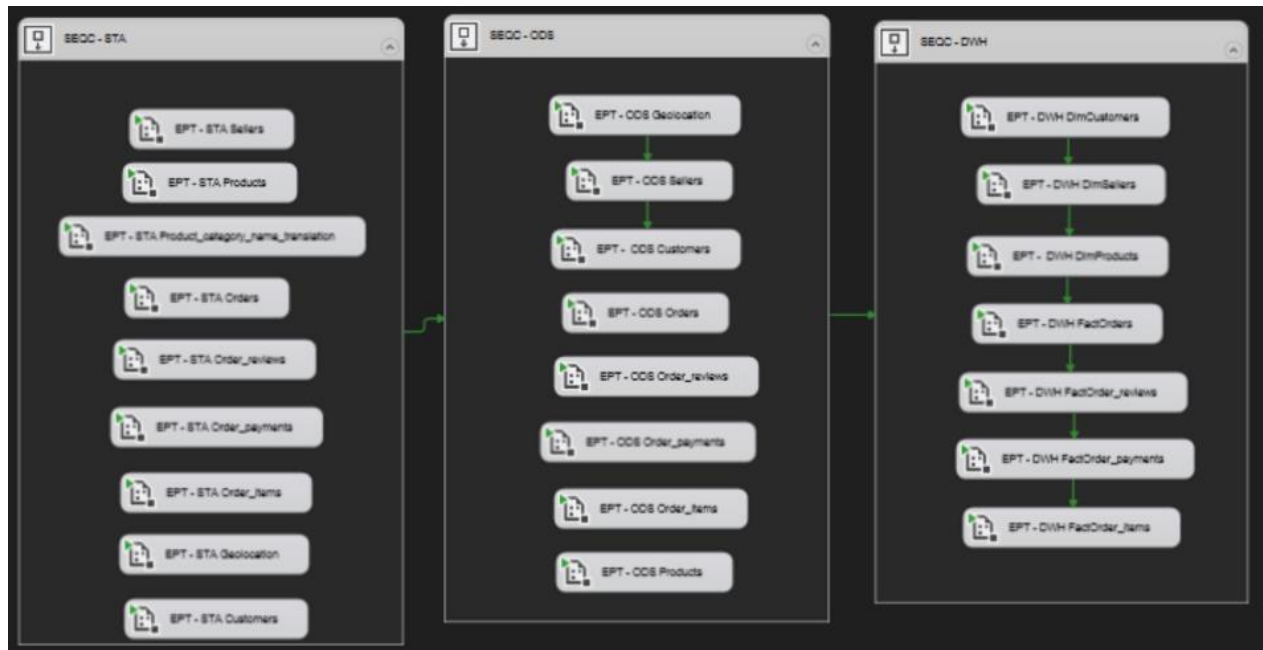 SEQC - STA
EPT - STA Sellers
EPT - STA Products
EPT - STA Product_category_name_translation
EPT - STA Orders
EPT - STA Order_reviews
EPT - STA Order_payments
EPT - STA Order_items
EPT - STA Geolocation
EPT - STA Customers
SEQC - ODS
EPT - ODS Geolocation
EPT - ODS Sellers
EPT - ODS Customers
EPT - ODS Orders
EPT - ODS Order_reviews
EPT - ODS Order_payments
EPT - ODS Order_items
EPT - ODS Products
SEQC - DWH
EPT - DWH DimCustomers
EPT - DWH DimSellers
EPT - DWH DimProducts
EPT - DWH FactOrders
EPT - DWH FactOrder_reviews
EPT - DWH FactOrder_payments
EPT - DWH FactOrder_items